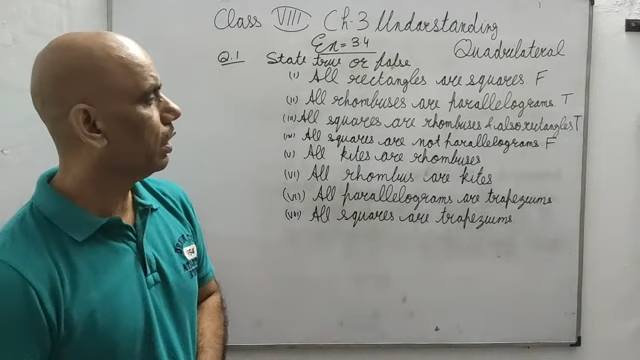 Class VIII Ch-3 Understanding
Quadrilateral
Ex = 3.4
Q.1 State true or false
(i) All rectangles are squares F
(ii) All rhombuses are parallelograms T
(iii) All squares are rhombuses & also rectangles T
(iv) All squares are not parallelograms F
(v) All kites are rhombuses
(vi) All rhombus are kites
(vii) All parallelograms are trapeziums
(viii) All squares are trapeziums